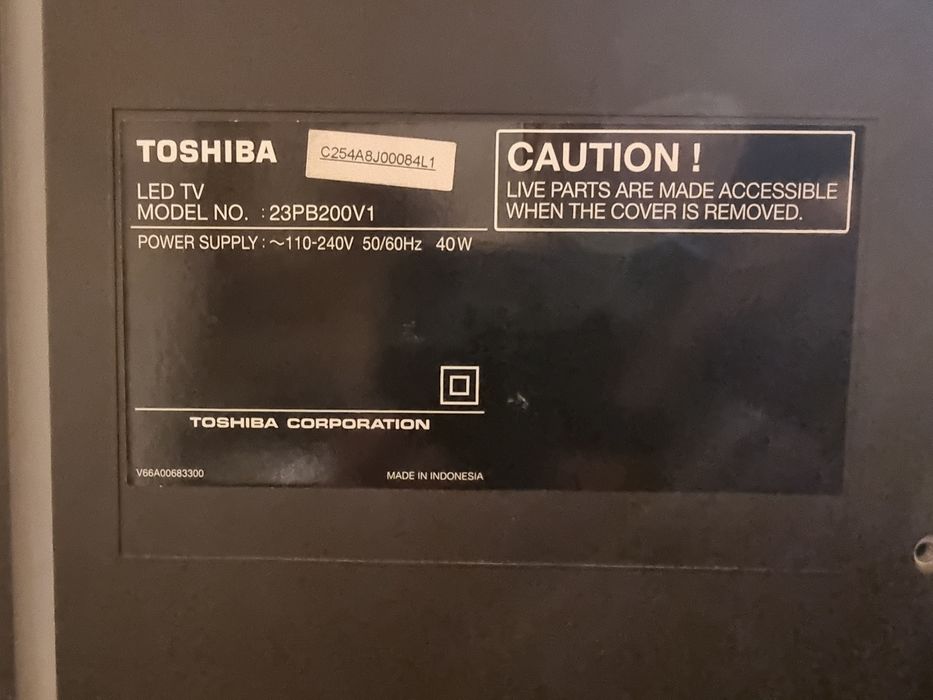 TOSHIBA
C254A8J00084L1
LED TV
MODEL NO. : 23PB200V1
POWER SUPPLY : ～110-240V 50/60Hz 40W
CAUTION !
LIVE PARTS ARE MADE ACCESSIBLE
WHEN THE COVER IS REMOVED.
TOSHIBA CORPORATION
V66A00683300
MADE IN INDONESIA